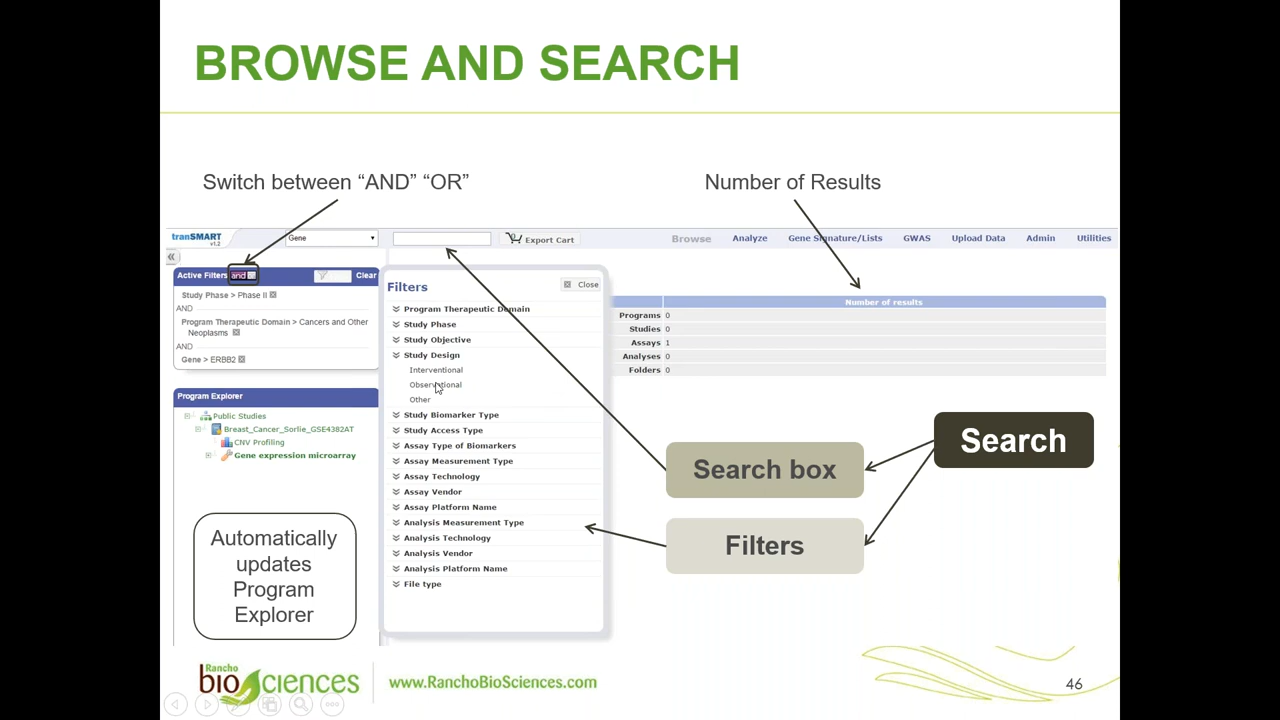 BROWSE AND SEARCH
Switch between “AND” “OR”
Number of Results
tranSMART
v1.2
Gene
Export Cart
Browse
Analyze
Gene Signature/Lists
GWAS
Upload Data
Admin
Utilities
Active Filters
and
Clear
Study Phase > Phase II
AND
Program Therapeutic Domain > Cancers and Other
Neoplasms
AND
Gene > ERBB2
Program Explorer
Public Studies
Breast_Cancer_Sorlie_GSE4382AT
CNV Profiling
Gene expression microarray
Automatically
updates
Program
Explorer
Filters
Close
Program Therapeutic Domain
Study Phase
Study Objective
Study Design
Interventional
Observational
Other
Study Biomarker Type
Study Access Type
Assay Type of Biomarkers
Assay Measurement Type
Assay Technology
Assay Vendor
Assay Platform Name
Analysis Measurement Type
Analysis Technology
Analysis Vendor
Analysis Platform Name
File type
Number of results
Programs 0
Studies 0
Assays 1
Analyses 0
Folders 0
Search
Search box
Filters
Rancho
bioSciences
www.RanchoBioSciences.com
46